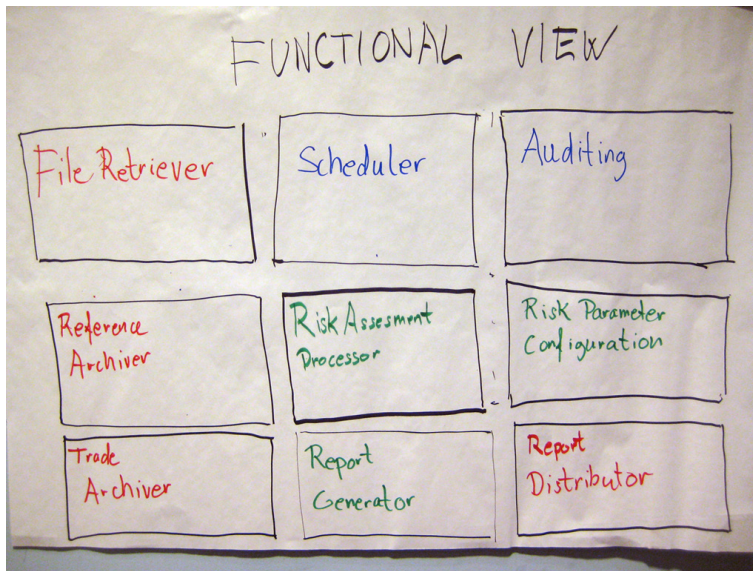 FUNCTIONAL VIEW
File Retriever
Scheduler
Auditing
Reference
Archiver
Risk Assesment
Processor
Risk Parameter
Configuration
Trade
Archiver
Report
Generator
Report
Distributor